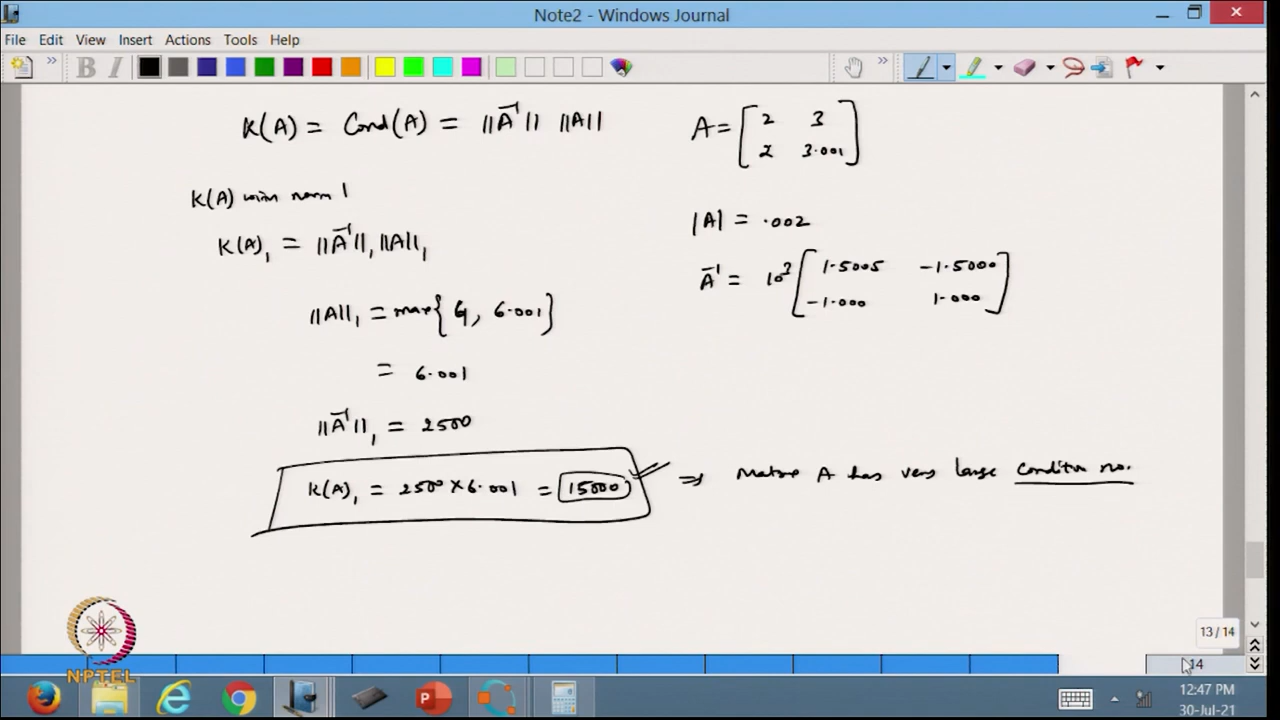 Note2 - Windows Journal
File Edit View Insert Actions Tools Help
K(A) = Cond(A) = ||A⁻¹|| ||A||
A = [2 3
2 3.001]
K(A) with norm 1
|A| = .002
K(A)₁ = ||A⁻¹||₁ ||A||₁
A⁻¹ = 10³ [1.5005 -1.5000
-1.000 1.000]
||A||₁ = max{4, 6.001}
= 6.001
||A⁻¹||₁ = 2500
K(A)₁ = 2500 × 6.001 = 15000 ⇒ Matrix A has very large Condition no.
13 / 14
14
NPTEL
12:47 PM
30-Jul-21